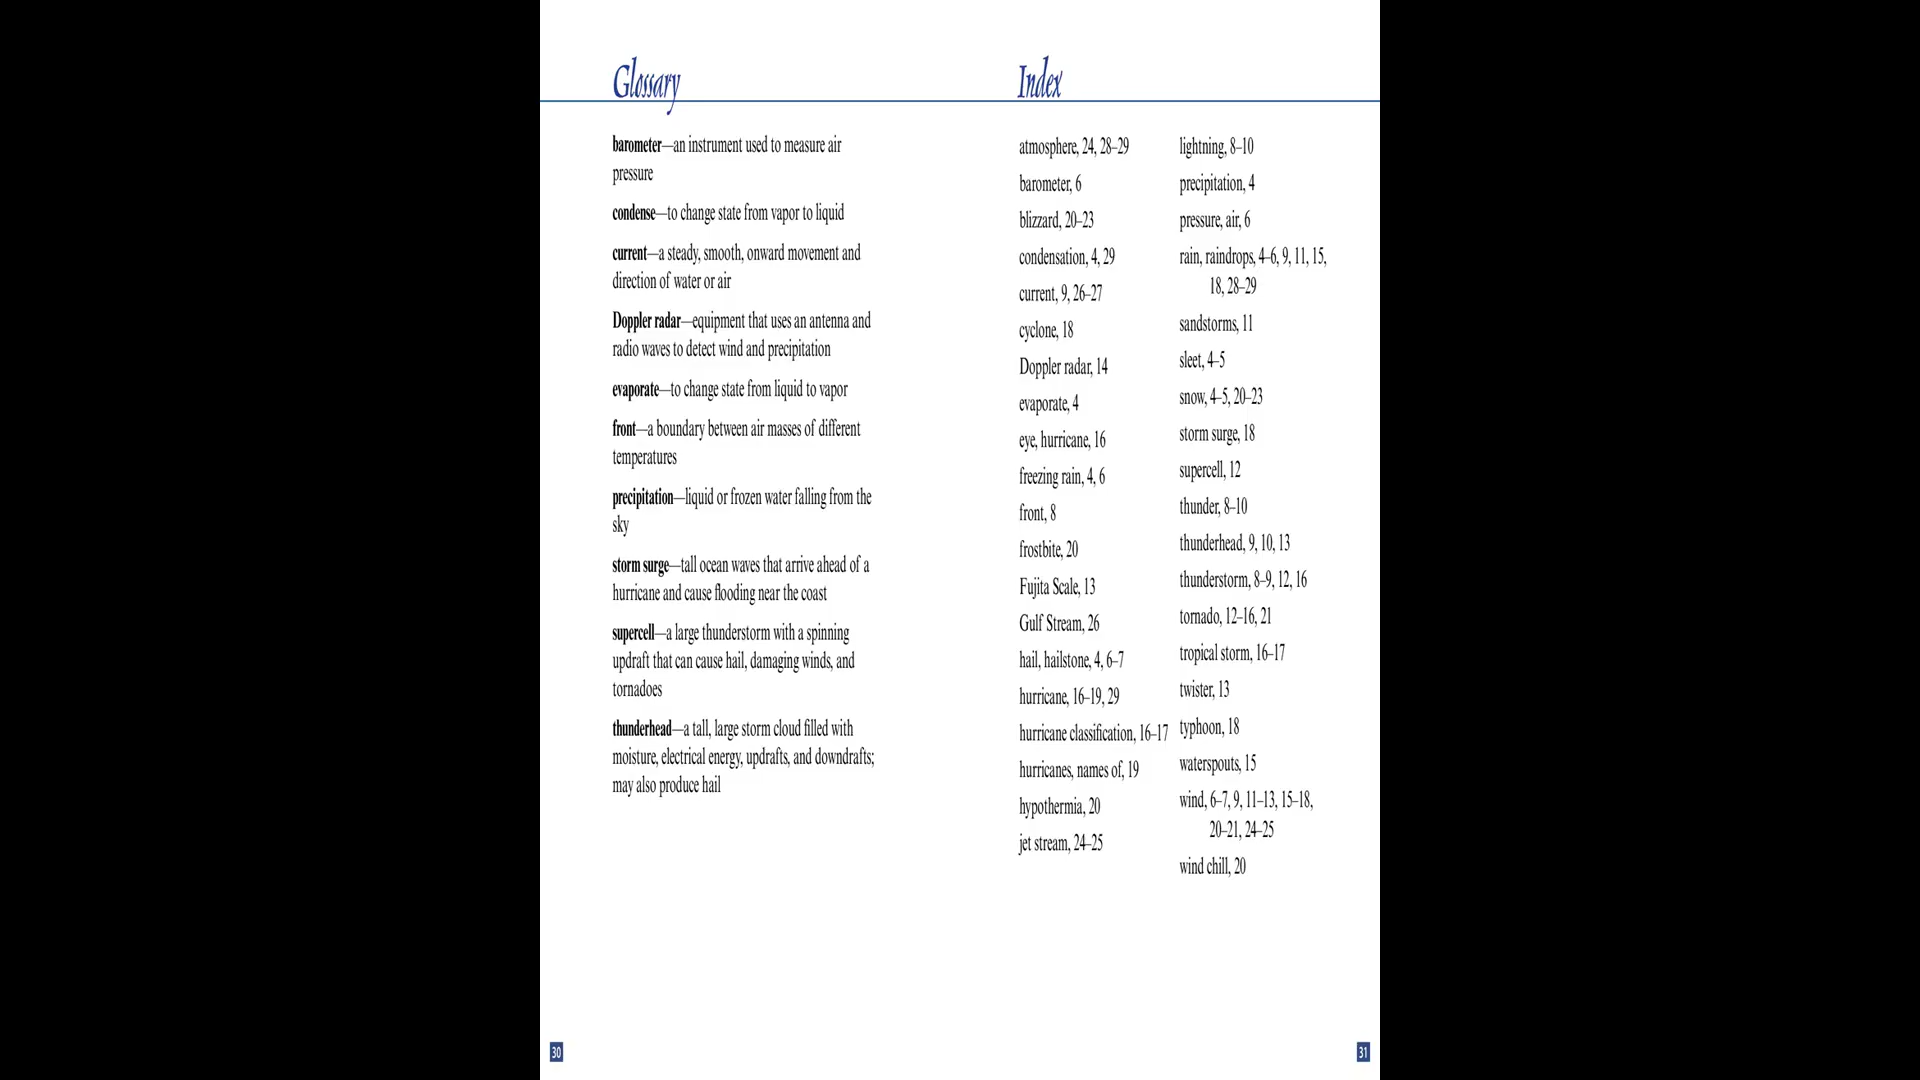 Glossary
barometer—an instrument used to measure air
pressure
condense—to change state from vapor to liquid
current—a steady, smooth, onward movement and
direction of water or air
Doppler radar—equipment that uses an antenna and
radio waves to detect wind and precipitation
evaporate—to change state from liquid to vapor
front—a boundary between air masses of different
temperatures
precipitation—liquid or frozen water falling from the
sky
storm surge—tall ocean waves that arrive ahead of a
hurricane and cause flooding near the coast
supercell—a large thunderstorm with a spinning
updraft that can cause hail, damaging winds, and
tornadoes
thunderhead—a tall, large storm cloud filled with
moisture, electrical energy, updrafts, and downdrafts;
may also produce hail
30
Index
atmosphere, 24, 28–29
barometer, 6
blizzard, 20–23
condensation, 4, 29
current, 9, 26–27
cyclone, 18
Doppler radar, 14
evaporate, 4
eye, hurricane, 16
freezing rain, 4, 6
front, 8
frostbite, 20
Fujita Scale, 13
Gulf Stream, 26
hail, hailstone, 4, 6–7
hurricane, 16–19, 29
hurricane classification, 16–17
hurricanes, names of, 19
hypothermia, 20
jet stream, 24–25
lightning, 8–10
precipitation, 4
pressure, air, 6
rain, raindrops, 4–6, 9, 11, 15,
18, 28–29
sandstorms, 11
sleet, 4–5
snow, 4–5, 20–23
storm surge, 18
supercell, 12
thunder, 8–10
thunderhead, 9, 10, 13
thunderstorm, 8–9, 12, 16
tornado, 12–16, 21
tropical storm, 16–17
twister, 13
typhoon, 18
waterspouts, 15
wind, 6–7, 9, 11–13, 15–18,
20–21, 24–25
wind chill, 20
31